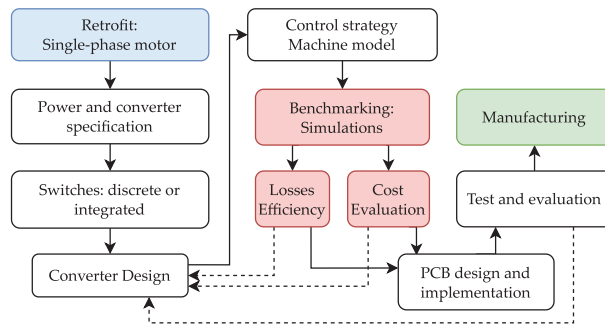 Retrofit:
Single-phase motor
Power and converter
specification
Switches: discrete or
integrated
Converter Design
Control strategy
Machine model
Benchmarking:
Simulations
Losses
Efficiency
Cost
Evaluation
PCB design and
implementation
Test and evaluation
Manufacturing